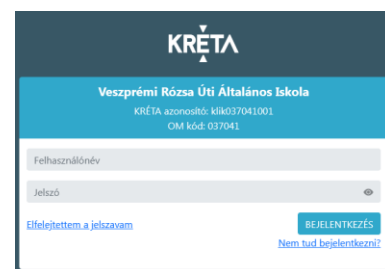 KRÉTA
Veszprémi Rózsa Úti Általános Iskola
KRÉTA azonosító: klik037041001
OM kód: 037041
Felhasználónév
Jelszó
Elfelejtettem a jelszavam
BEJELENTKEZÉS
Nem tud bejelentkezni?